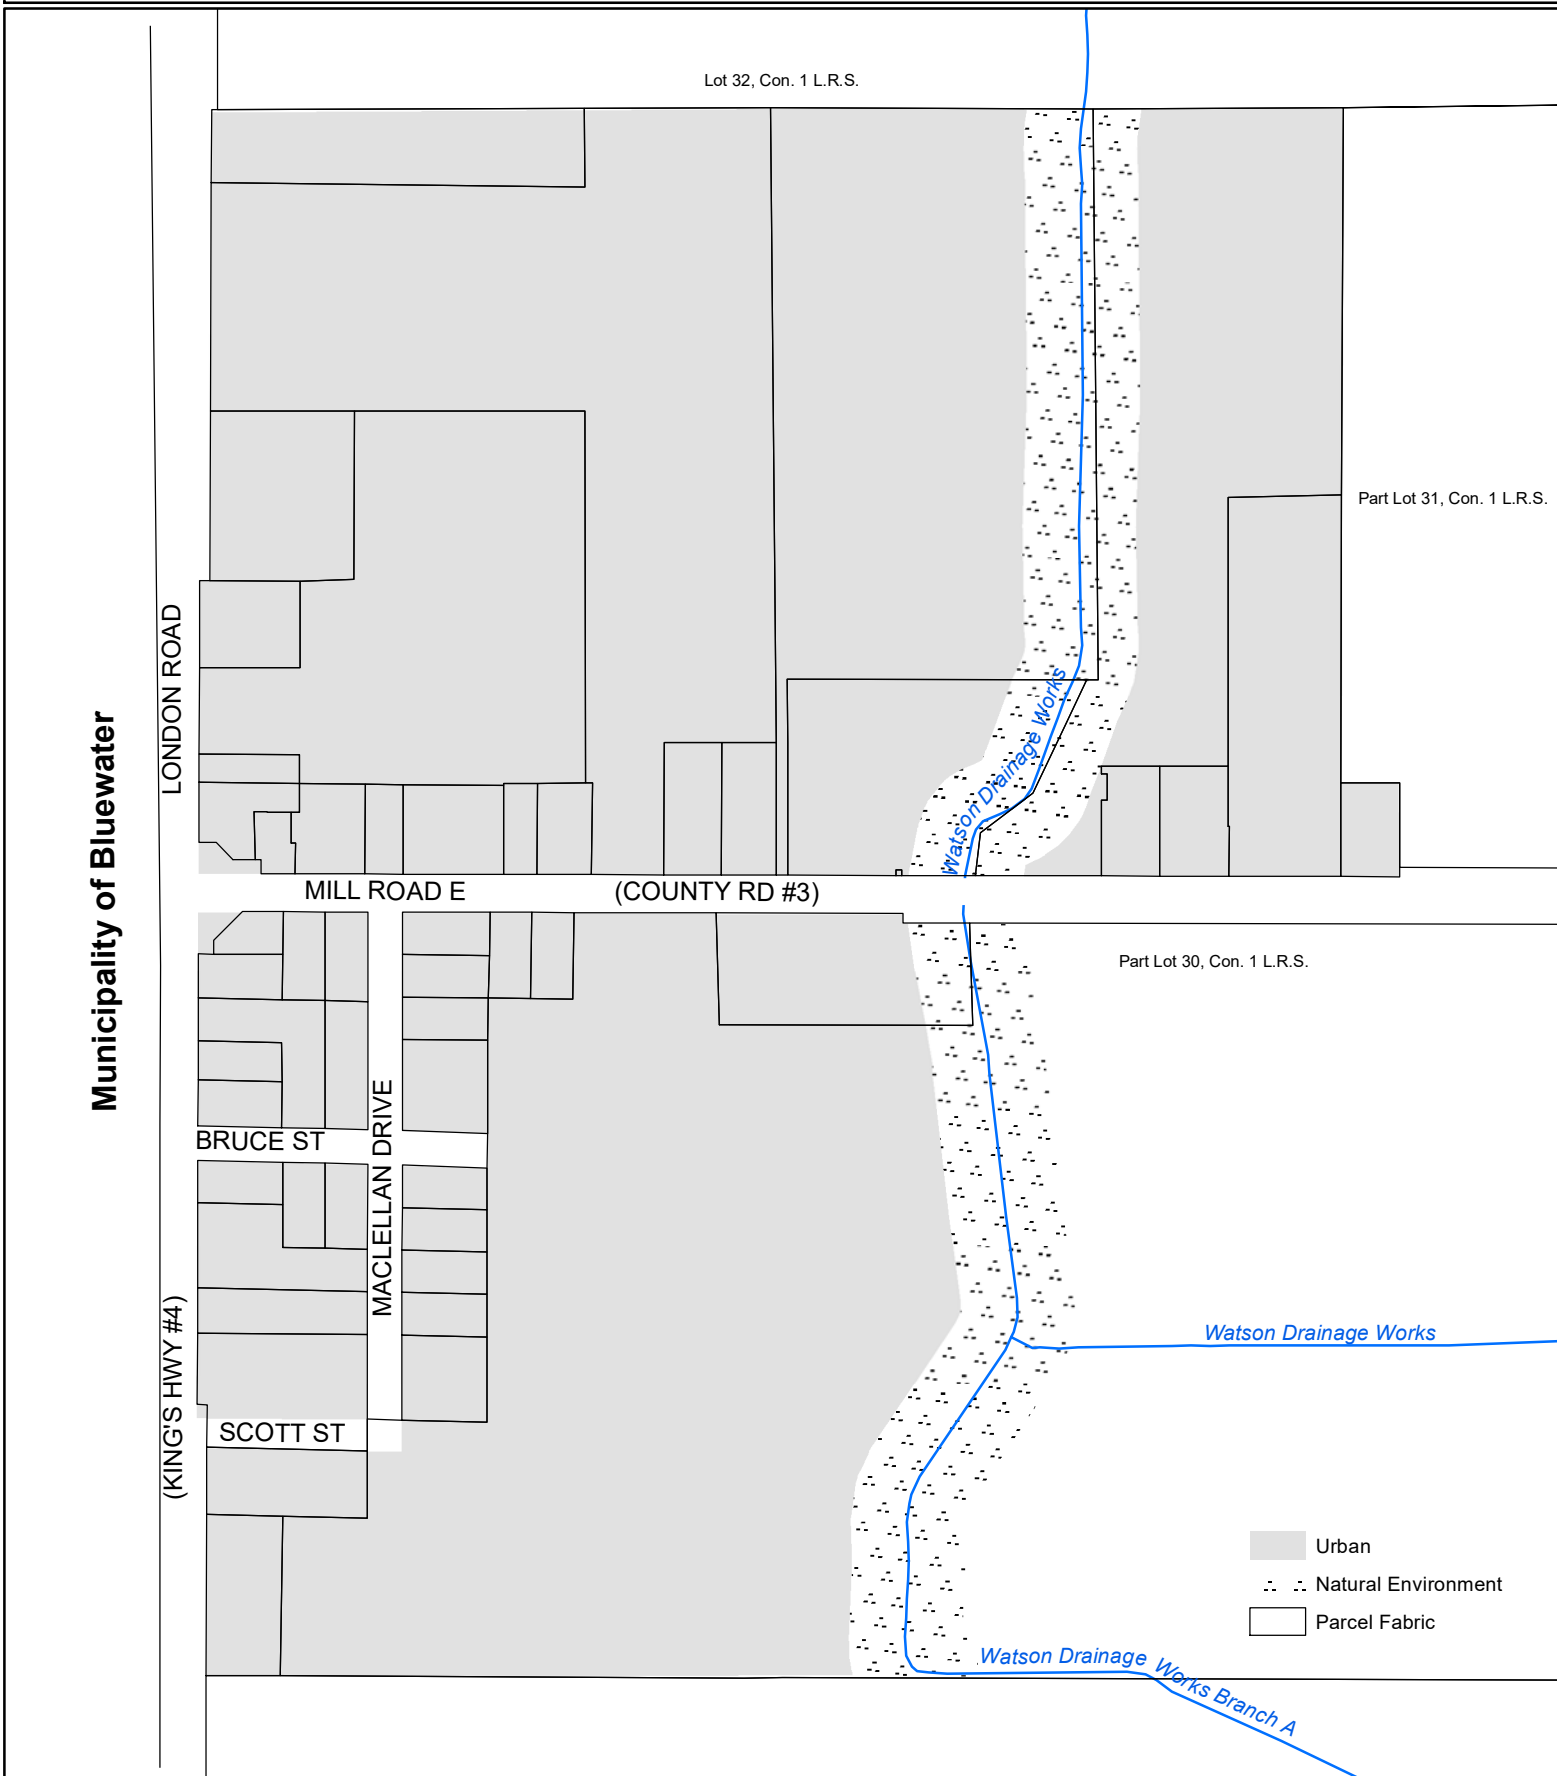 Lot 32, Con. 1 L.R.S.
Part Lot 31, Con. 1 L.R.S.
LONDON ROAD
Municipality of Bluewater
Watson Drainage Works
MILL ROAD E
(COUNTY RD #3)
Part Lot 30, Con. 1 L.R.S.
BRUCE ST
MACLELLAN DRIVE
(KING'S HWY #4)
Watson Drainage Works
SCOTT ST
Urban
Natural Environment
Parcel Fabric
Watson Drainage Works Branch A